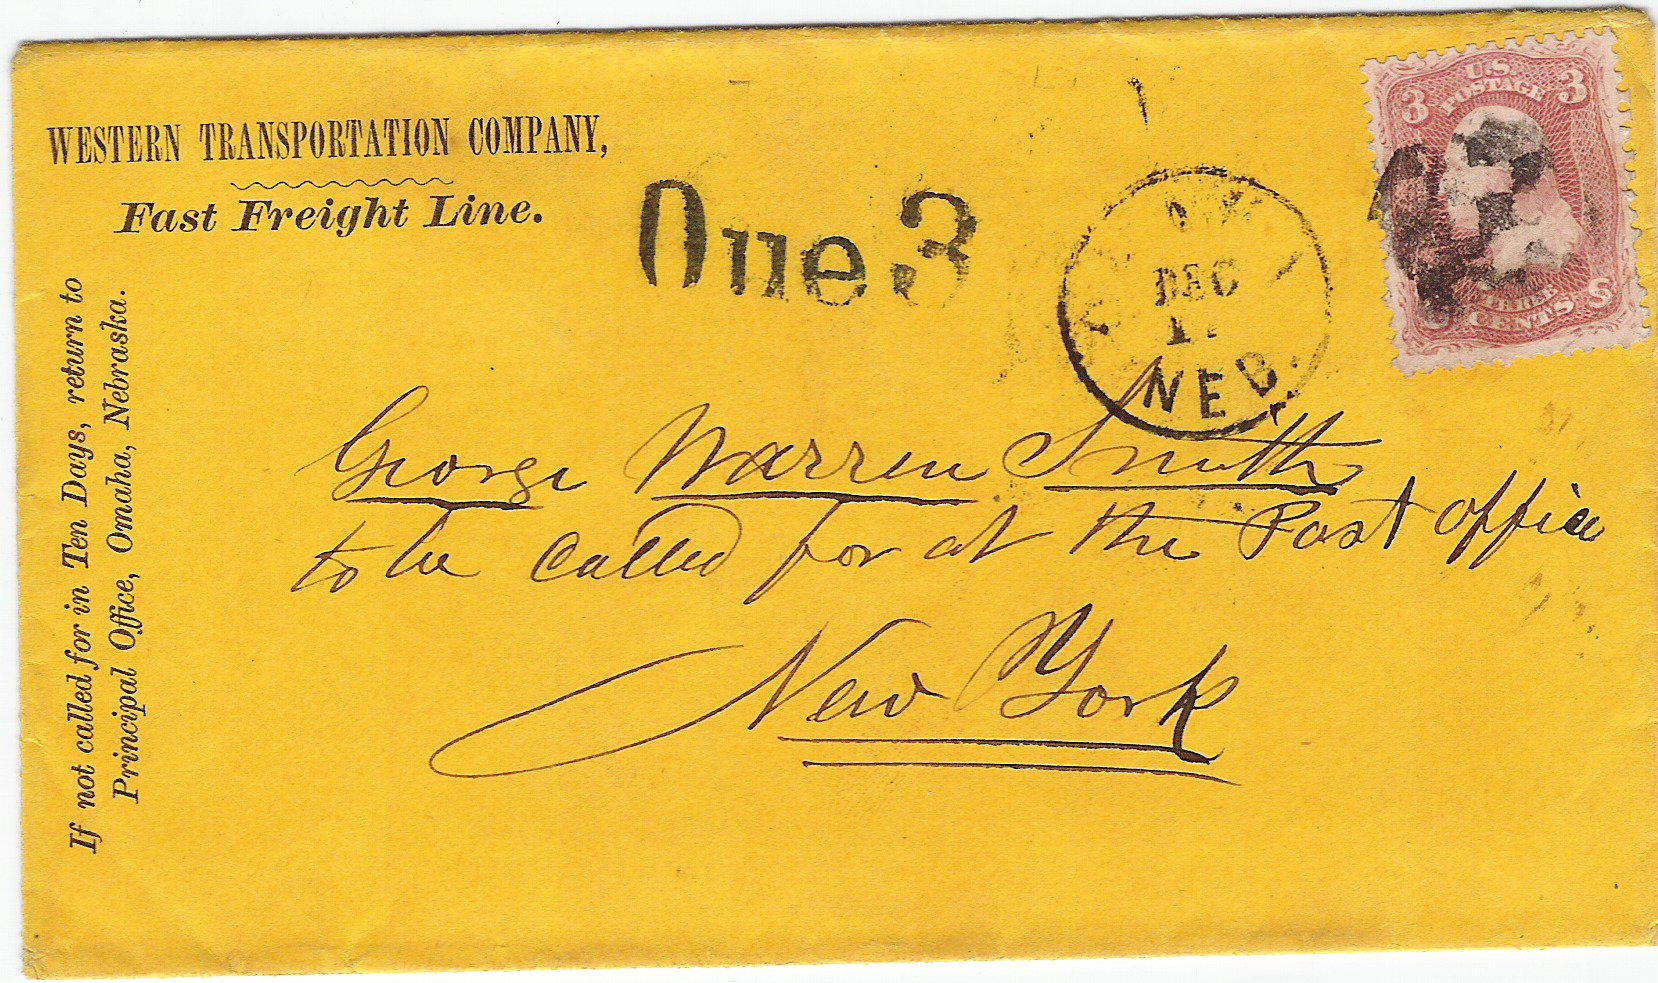 WESTERN TRANSPORTATION COMPANY,
Fast Freight Line.
If not called for in Ten Days, return to
Principal Office, Omaha, Nebraska.
One 3
DEC
NEB.
3 U.S. 3
POSTAGE
THREE
CENTS
George Warren Smith
to be called for at the Post office
New York